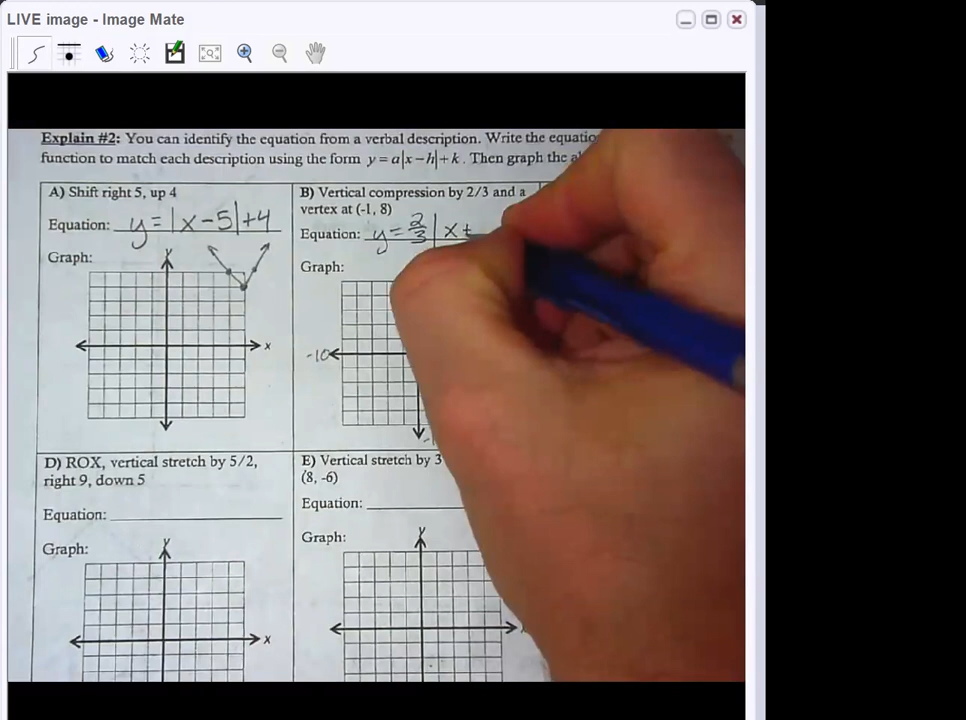 LIVE image - Image Mate
Explain #2: You can identify the equation from a verbal description. Write the equatio
function to match each description using the form y = a|x-h|+k. Then graph the a
A) Shift right 5, up 4
Equation: y = |x-5|+4
Graph:
y
x
B) Vertical compression by 2/3 and a
vertex at (-1, 8)
Equation: y = 2/3 | x +
Graph:
-10
D) ROX, vertical stretch by 5/2,
right 9, down 5
Equation:
Graph:
y
x
E) Vertical stretch by 3
(8, -6)
Equation:
Graph:
y